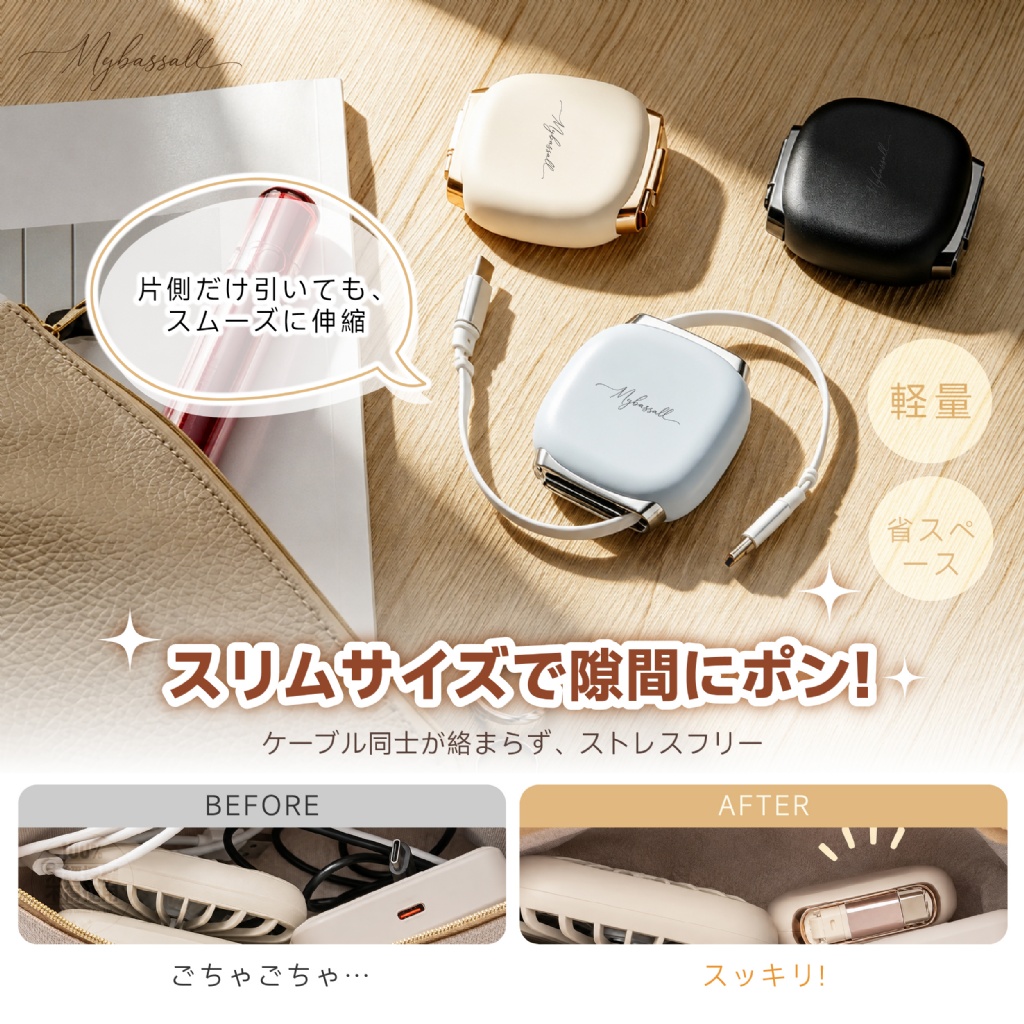 Mybassall
Mybassall
Mybassall
片側だけ引いても、
スムーズに伸縮
Mybassall
軽量
省スペ
ース
スリムサイズで隙間にポン!
ケーブル同士が絡まらず、ストレスフリー
BEFORE
AFTER
ごちゃごちゃ…
スッキリ!